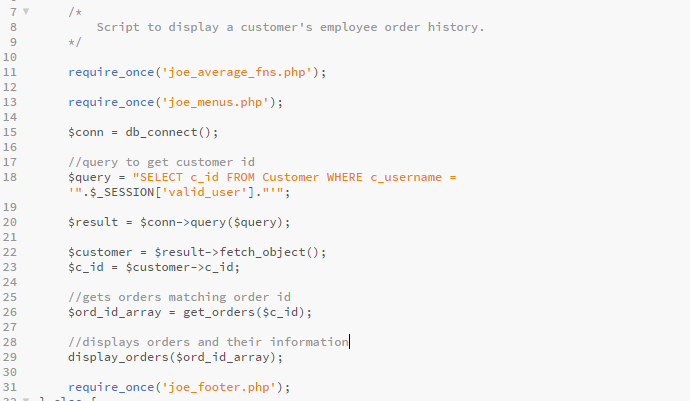 7 /*
8 Script to display a customer's employee order history.
9 */
10
11 require_once('joe_average_fns.php');
12
13 require_once('joe_menus.php');
14
15 $conn = db_connect();
16
17 //query to get customer id
18 $query = "SELECT c_id FROM Customer WHERE c_username =
'".$_SESSION['valid_user']."'";
19
20 $result = $conn->query($query);
21
22 $customer = $result->fetch_object();
23 $c_id = $customer->c_id;
24
25 //gets orders matching order id
26 $ord_id_array = get_orders($c_id);
27
28 //displays orders and their information
29 display_orders($ord_id_array);
30
31 require_once('joe_footer.php');
32 } else {